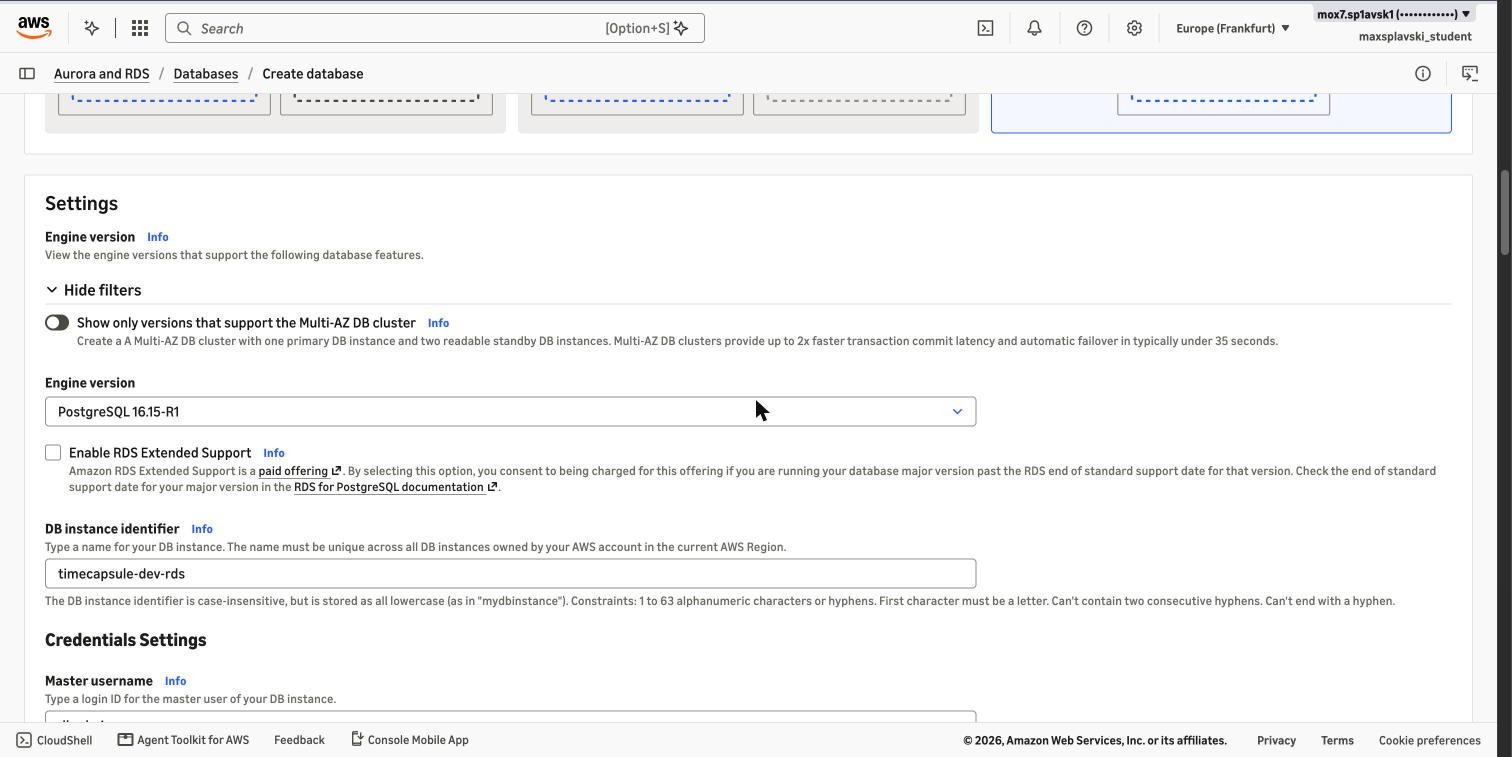 aws
Search
[Option+S]
Europe (Frankfurt)
mox7.sp1avsk1 (············)
maxsplavski_student
Aurora and RDS / Databases / Create database
Settings
Engine version Info
View the engine versions that support the following database features.
Hide filters
Show only versions that support the Multi-AZ DB cluster Info
Create a A Multi-AZ DB cluster with one primary DB instance and two readable standby DB instances. Multi-AZ DB clusters provide up to 2x faster transaction commit latency and automatic failover in typically under 35 seconds.
Engine version
PostgreSQL 16.15-R1
Enable RDS Extended Support Info
Amazon RDS Extended Support is a paid offering. By selecting this option, you consent to being charged for this offering if you are running your database major version past the RDS end of standard support date for that version. Check the end of standard
support date for your major version in the RDS for PostgreSQL documentation.
DB instance identifier Info
Type a name for your DB instance. The name must be unique across all DB instances owned by your AWS account in the current AWS Region.
timecapsule-dev-rds
The DB instance identifier is case-insensitive, but is stored as all lowercase (as in "mydbinstance"). Constraints: 1 to 63 alphanumeric characters or hyphens. First character must be a letter. Can't contain two consecutive hyphens. Can't end with a hyphen.
Credentials Settings
Master username Info
Type a login ID for the master user of your DB instance.
CloudShell
Agent Toolkit for AWS
Feedback
Console Mobile App
© 2026, Amazon Web Services, Inc. or its affiliates.
Privacy
Terms
Cookie preferences